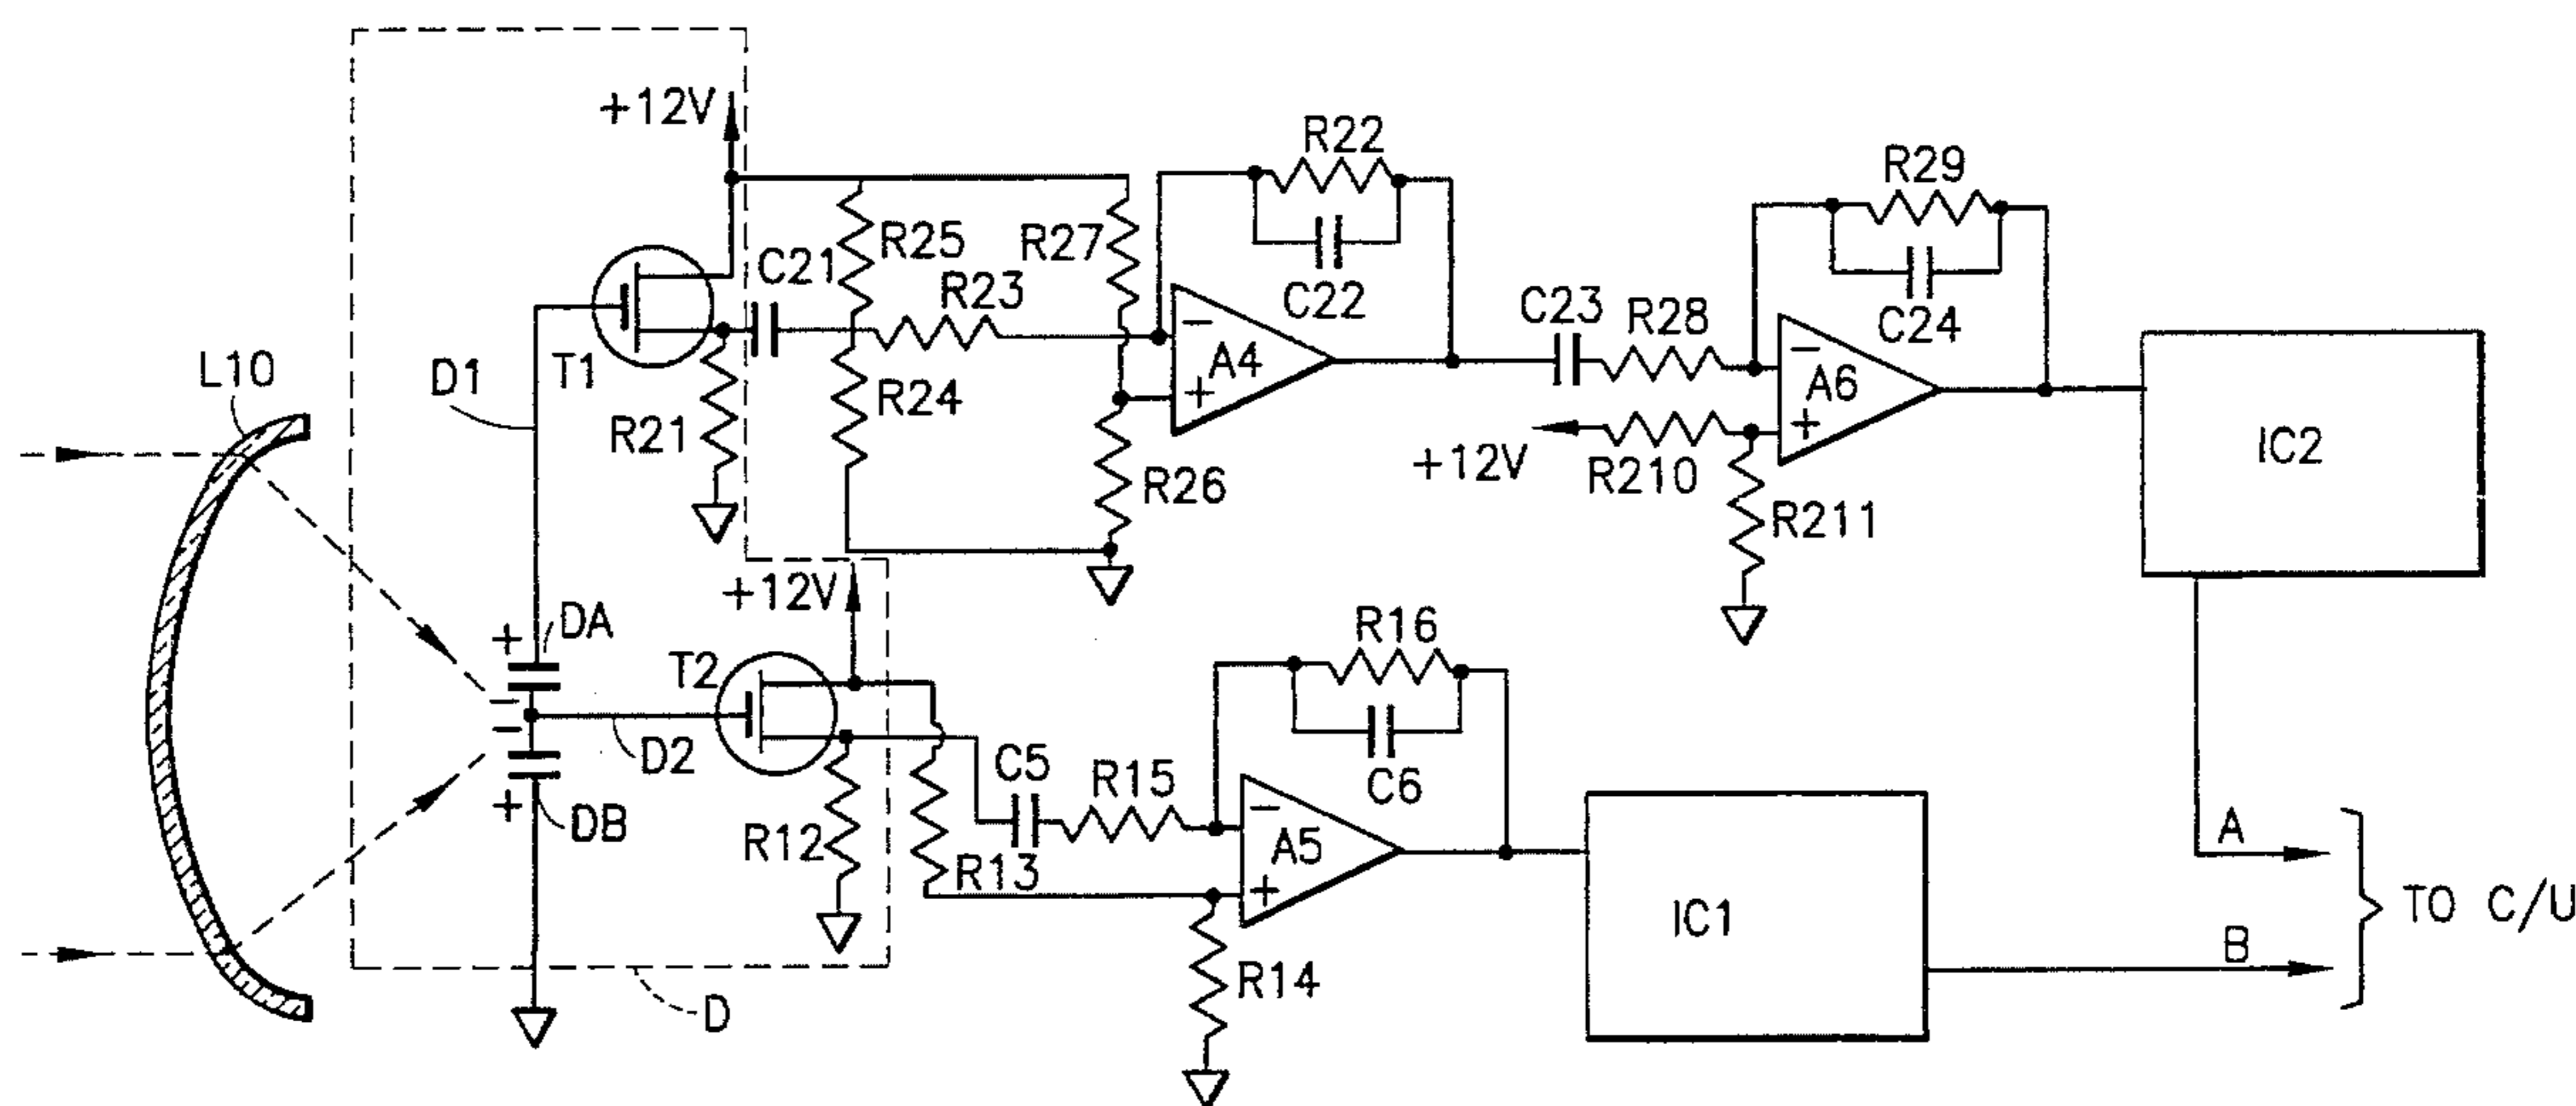 +12V
R22
R29
R25
R27
C21
R23
C22
C23
R28
C24
L10
D1
T1
-
A4
+
-
A6
+
IC2
R21
R24
+12V
R210
R26
R211
+12V
+
DA
T2
R16
-
-
D2
C5
R15
C6
+
DB
R12
R13
-
A5
+
IC1
A
TO C/U
B
R14
D